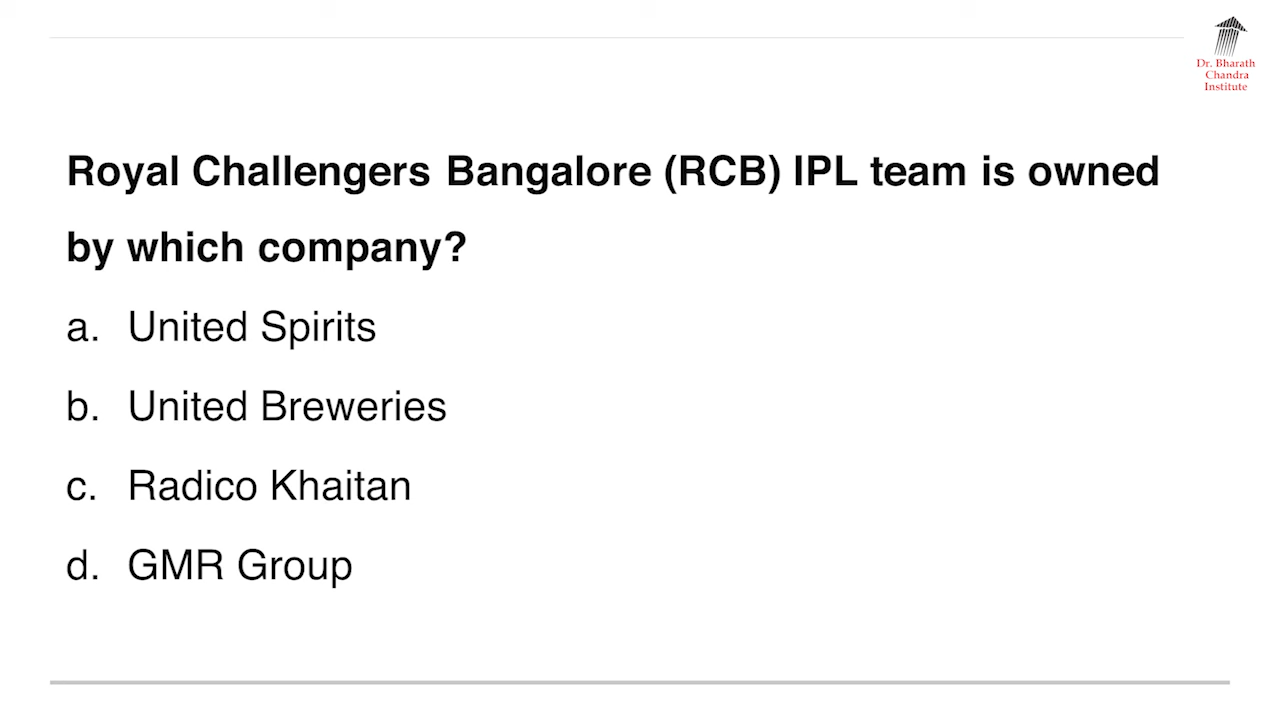 Dr. Bharath
Chandra
Institute
Royal Challengers Bangalore (RCB) IPL team is owned
by which company?
a. United Spirits
b. United Breweries
c. Radico Khaitan
d. GMR Group